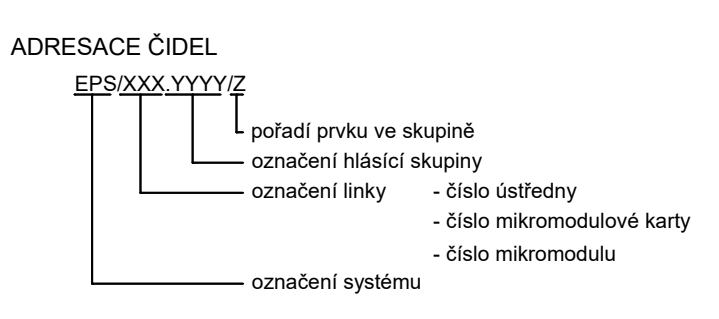 ADRESACE ČIDEL
EPS/XXX.YYYY/Z
pořadí prvku ve skupině
označení hlásící skupiny
označení linky - číslo ústředny
- číslo mikromodulové karty
- číslo mikromodulu
označení systému